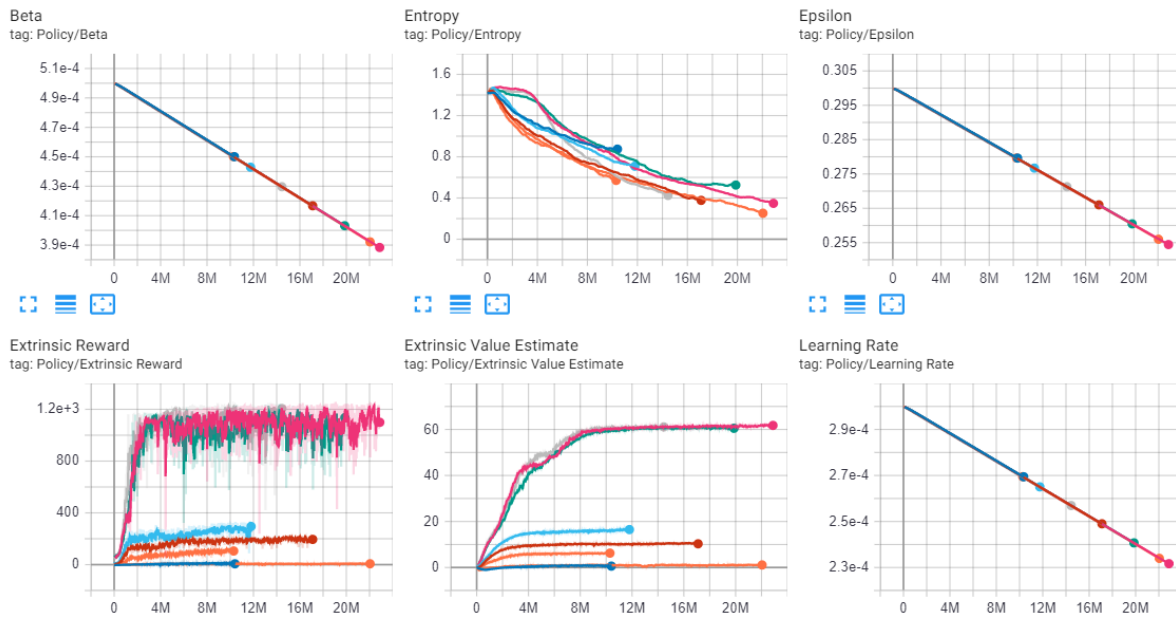 Beta
tag: Policy/Beta
5.1e-4
4.9e-4
4.7e-4
4.5e-4
4.3e-4
4.1e-4
3.9e-4
0 4M 8M 12M 16M 20M
Entropy
tag: Policy/Entropy
1.6
1.2
0.8
0.4
0
0 4M 8M 12M 16M 20M
Epsilon
tag: Policy/Epsilon
0.305
0.295
0.285
0.275
0.265
0.255
0 4M 8M 12M 16M 20M
Extrinsic Reward
tag: Policy/Extrinsic Reward
1.2e+3
800
400
0
0 4M 8M 12M 16M 20M
Extrinsic Value Estimate
tag: Policy/Extrinsic Value Estimate
60
40
20
0
0 4M 8M 12M 16M 20M
Learning Rate
tag: Policy/Learning Rate
2.9e-4
2.7e-4
2.5e-4
2.3e-4
0 4M 8M 12M 16M 20M